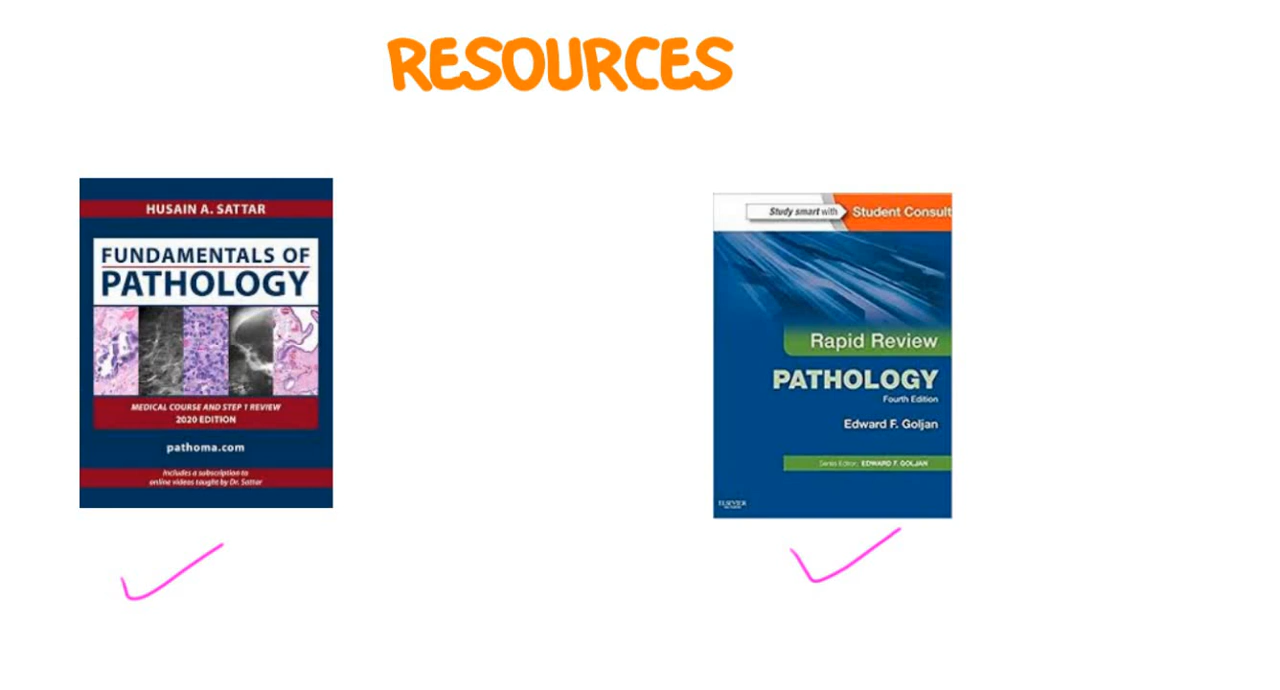 RESOURCES
HUSAIN A. SATTAR
FUNDAMENTALS OF
PATHOLOGY
MEDICAL COURSE AND STEP 1 REVIEW
2020 EDITION
pathoma.com
Includes a subscription to
online videos taught by Dr. Sattar
Study smart with Student Consult
Rapid Review
PATHOLOGY
Fourth Edition
Edward F. Goljan
Series Editor: EDWARD F. GOLJAN
ELSEVIER